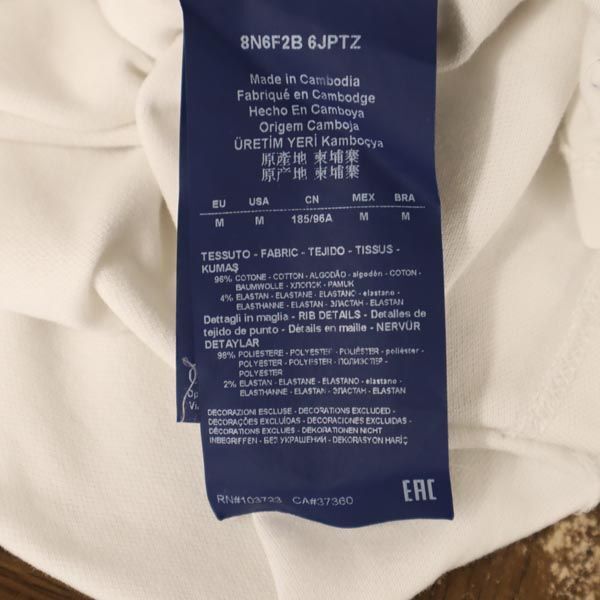 8N6F2B 6JPTZ
Made in Cambodia
Fabriqué en Cambodge
Hecho En Camboya
Origem Camboja
ÜRETİM YERİ Kamboçya
原產地 柬埔寨
原产地 柬埔寨
EU USA CN MEX BRA
M M 185/96A M M
TESSUTO - FABRIC - TEJIDO - TISSUS -
KUMAŞ
96% COTONE - COTTON - ALGODÃO - algodón - COTON -
BAUMWOLLE - ХЛОПОК - PAMUK
4% ELASTAN - ELASTANE - ELASTANO - elastano -
ELASTHANNE - ELASTHAN - ЭЛАСТАН - ELASTAN
Dettagli in maglia - RIB DETAILS - Detalles de
tejido de punto - Détails en maille - NERVÜR
DETAYLAR
98% POLIESTERE - POLYESTER - POLIÉSTER - poliéster -
POLYESTER - POLYESTER - ПОЛИЭСТЕР -
POLYESTER
2% ELASTAN - ELASTANE - ELASTANO - elastano -
ELASTHANNE - ELASTHAN - ЭЛАСТАН - ELASTAN
DECORAZIONI ESCLUSE - DECORATIONS EXCLUDED -
DECORAÇÕES EXCLUÍDAS - DECORACIONES EXCLUIDAS -
DÉCORATIONS EXCLUES - DEKORATIONEN NICHT
INBEGRIFFEN - БЕЗ УКРАШЕНИЙ - DEKORASYON HARİÇ
RN#103733 CA#37360
EAC